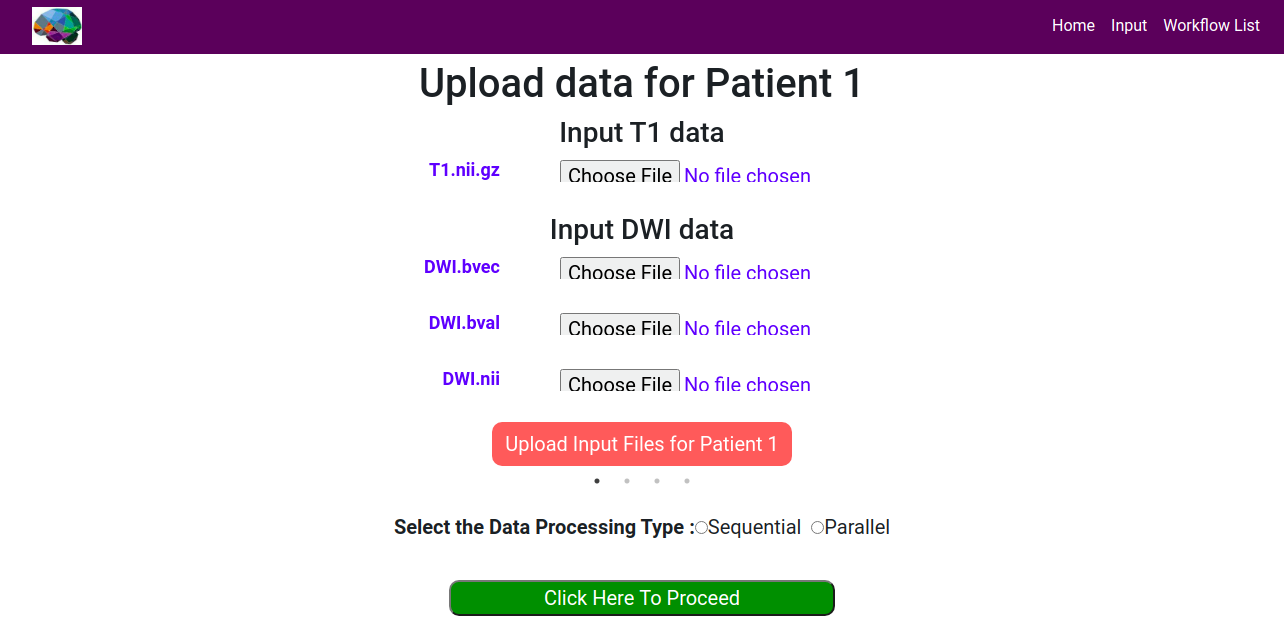 Home Input Workflow List
Upload data for Patient 1
Input T1 data
T1.nii.gz Choose File No file chosen
Input DWI data
DWI.bvec Choose File No file chosen
DWI.bval Choose File No file chosen
DWI.nii Choose File No file chosen
Upload Input Files for Patient 1
Select the Data Processing Type :Sequential Parallel
Click Here To Proceed